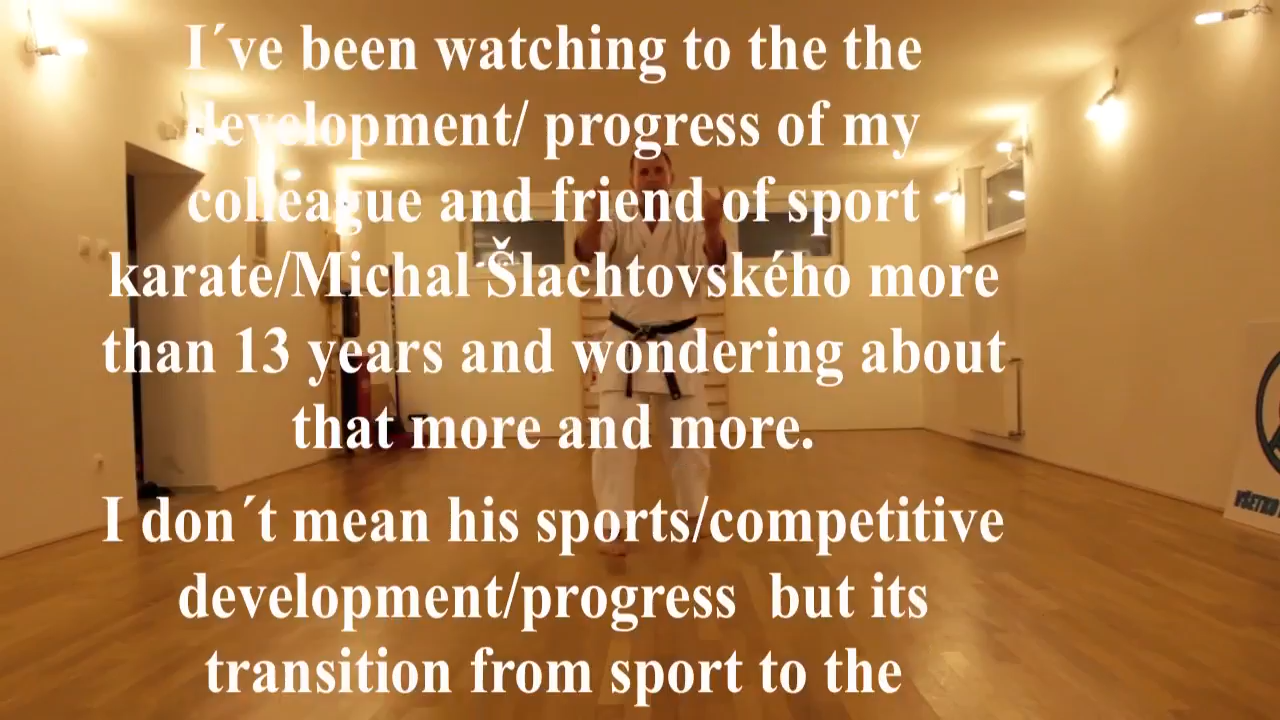 I´ve been watching to the the
development/ progress of my
colleague and friend of sport
karate/Michal Šlachtovského more
than 13 years and wondering about
that more and more.
I don´t mean his sports/competitive
development/progress but its
transition from sport to the